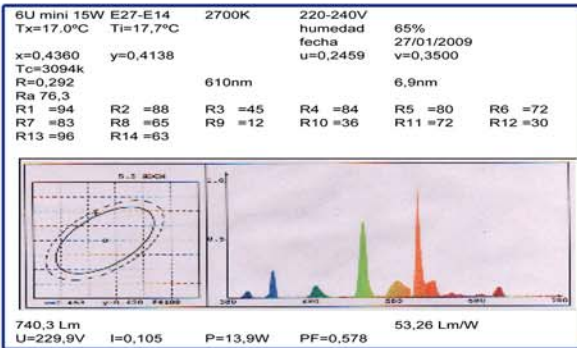 6U mini 15W E27-E14 2700K 220-240V
Tx=17.0ºC Ti=17,7ºC humedad 65%
fecha 27/01/2009
x=0,4360 y=0,4138 u=0,2459 v=0,3500
Tc=3094k
R=0,292 610nm 6,9nm
Ra 76,3
R1 =94 R2 =88 R3 =45 R4 =84 R5 =80 R6 =72
R7 =83 R8 =65 R9 =12 R10 =36 R11 =72 R12 =30
R13 =96 R14 =63
1.0
0.5
740,3 Lm 53,26 Lm/W
U=229,9V I=0,105 P=13,9W PF=0,578